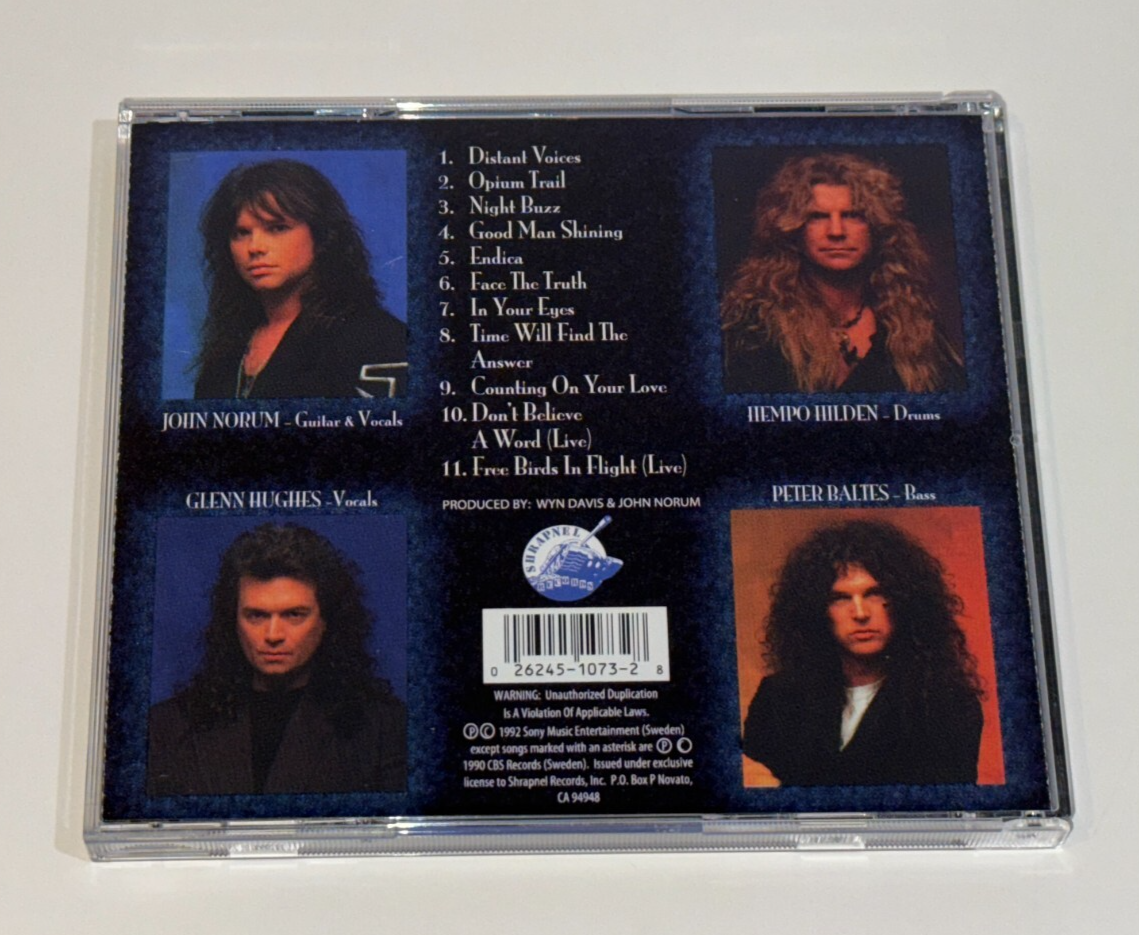 1. Distant Voices
2. Opium Trail
3. Night Buzz
4. Good Man Shining
5. Endica
6. Face The Truth
7. In Your Eyes
8. Time Will Find The
Answer
9. Counting On Your Love
10. Don't Believe
A Word (Live)
11. Free Birds In Flight (Live)
JOHN NORUM – Guitar & Vocals
HEMPO HILDEN – Drums
GLENN HUGHES – Vocals
PETER BALTES – Bass
PRODUCED BY: WYN DAVIS & JOHN NORUM
SHRAPNEL
RECORDS
0 26245-1073-2 8
WARNING: Unauthorized Duplication
Is A Violation Of Applicable Laws.
Ⓟ© 1992 Sony Music Entertainment (Sweden)
except songs marked with an asterisk are Ⓟ ©
1990 CBS Records (Sweden). Issued under exclusive
license to Shrapnel Records, Inc. P.O. Box P Novato,
CA 94948